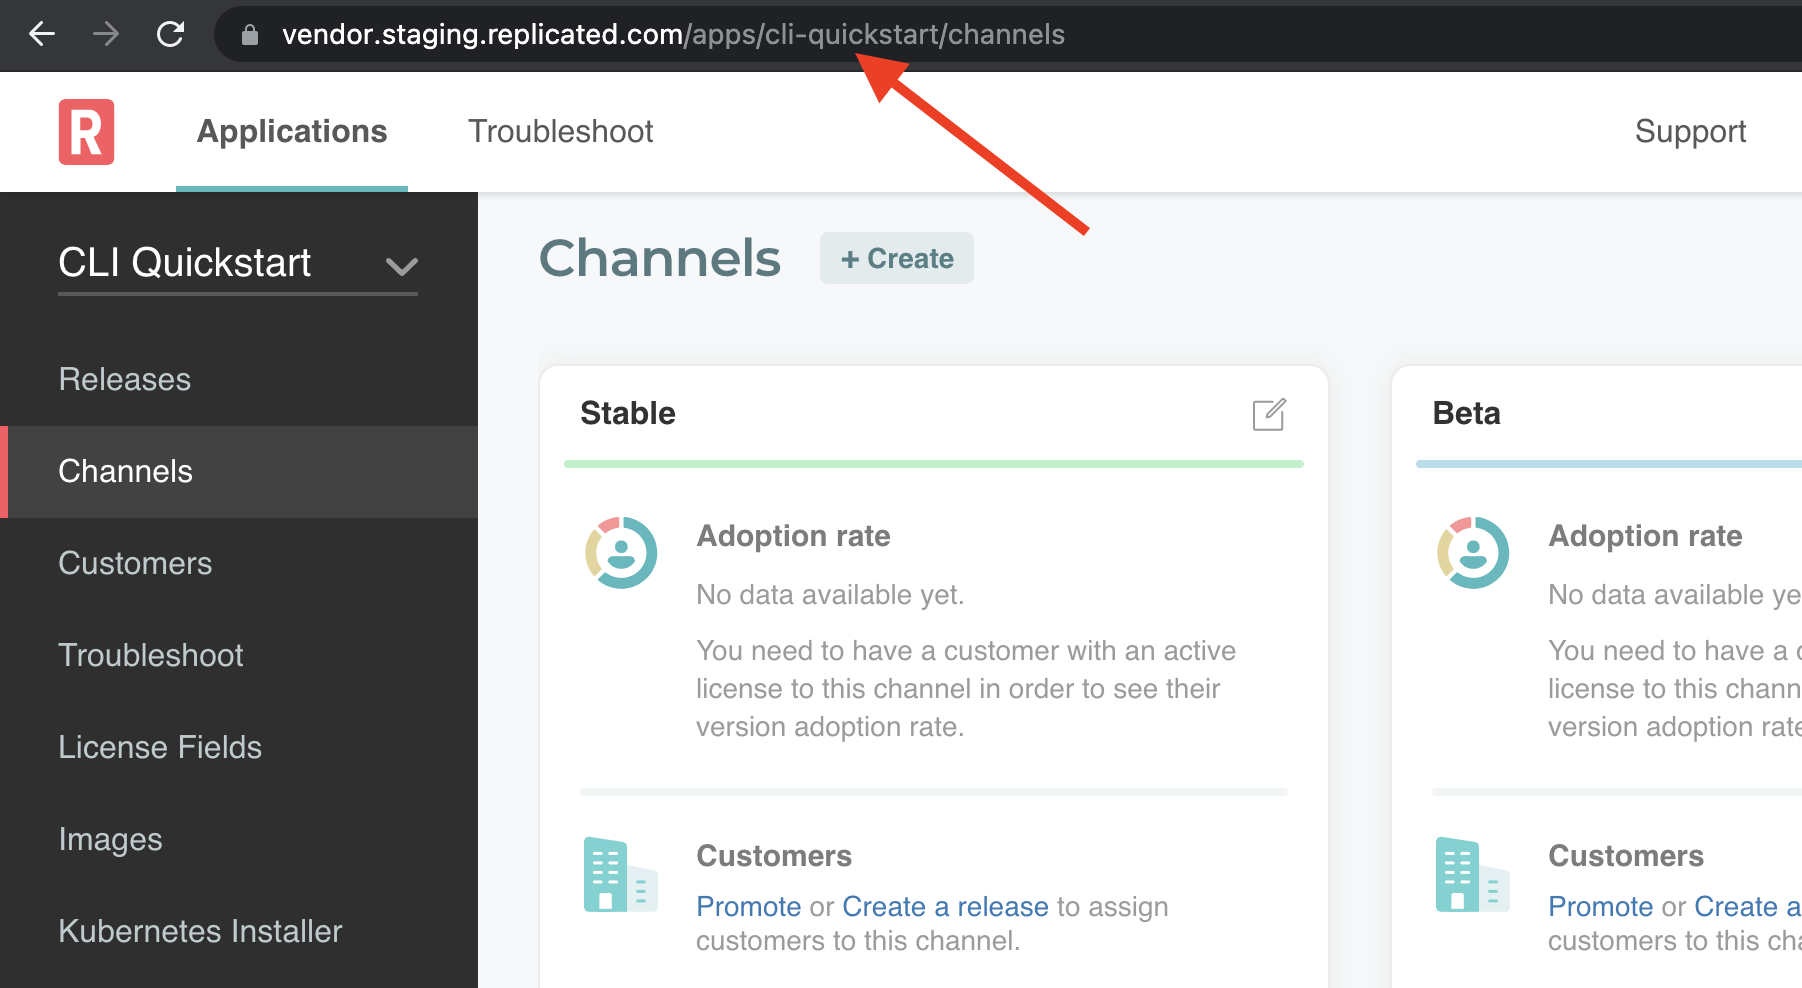 vendor.staging.replicated.com/apps/cli-quickstart/channels
R
Applications
Troubleshoot
Support
CLI Quickstart
Releases
Channels
Customers
Troubleshoot
License Fields
Images
Kubernetes Installer
Channels
+ Create
Stable
Adoption rate
No data available yet.
You need to have a customer with an active
license to this channel in order to see their
version adoption rate.
Customers
Promote or Create a release to assign
customers to this channel.
Beta
Adoption rate
No data available ye
You need to have a c
license to this chann
version adoption rate
Customers
Promote or Create a
customers to this cha